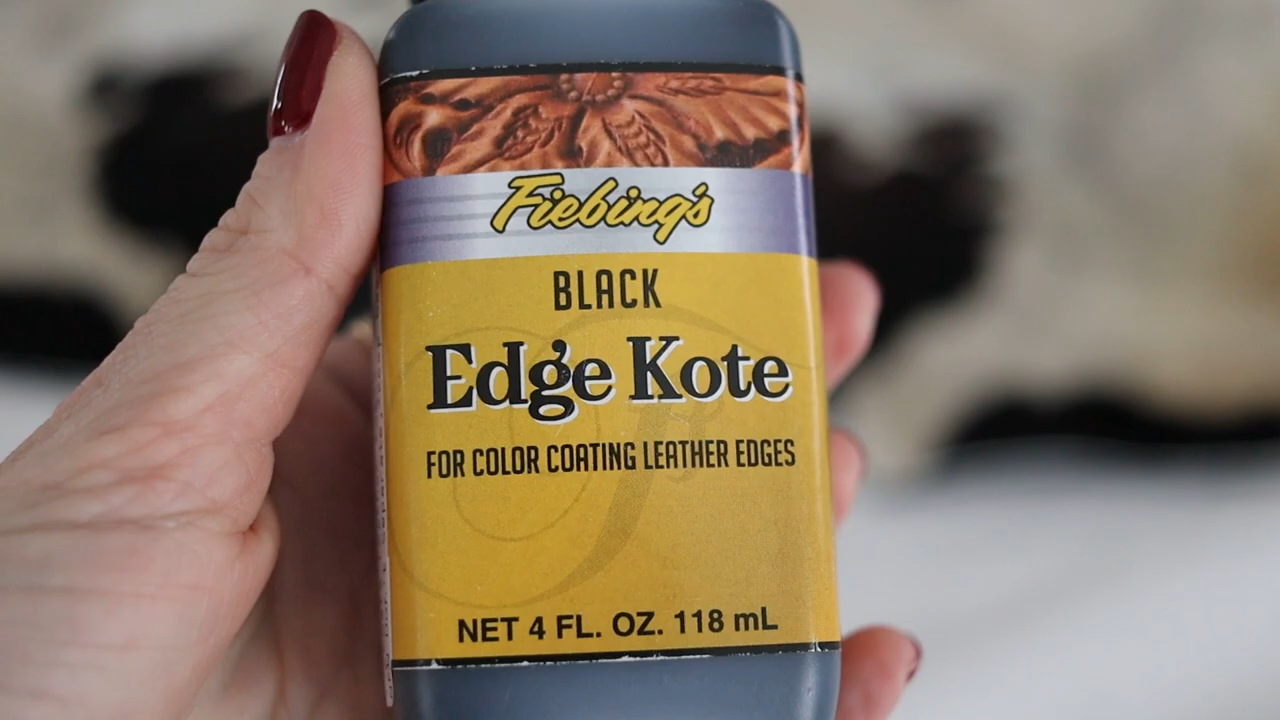 Fiebing's
BLACK
Edge Kote
FOR COLOR COATING LEATHER EDGES
NET 4 FL. OZ. 118 mL